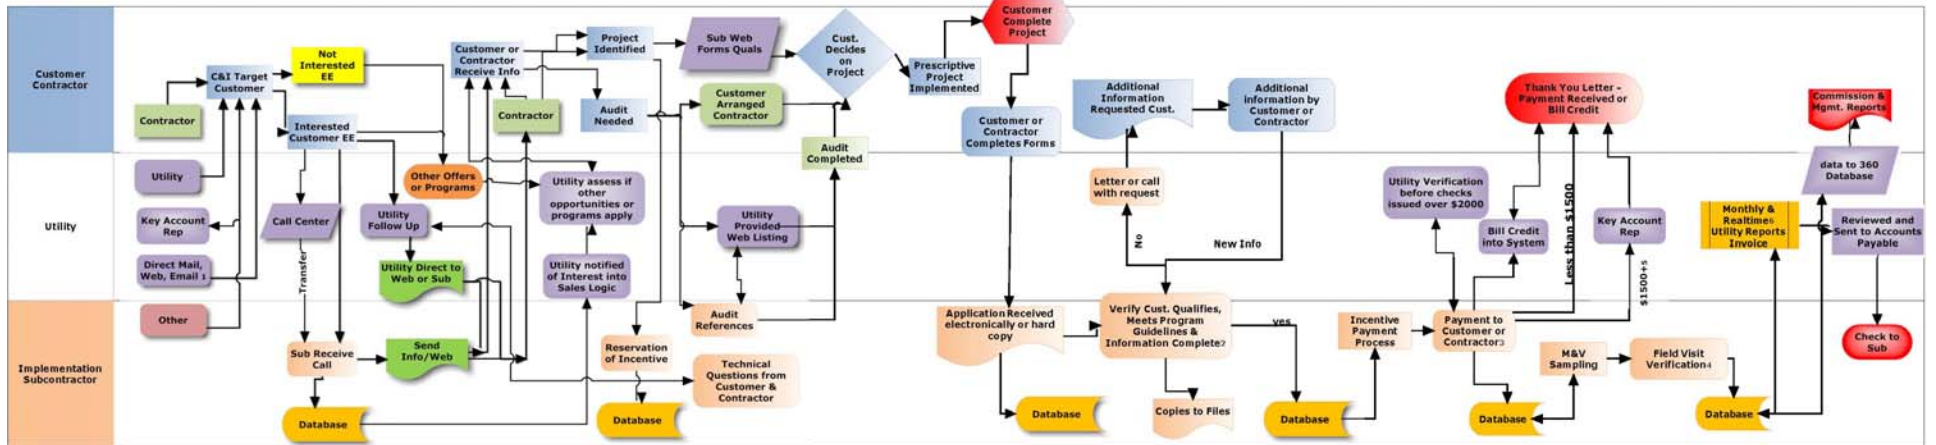 Customer
Contractor
Utility
Implementation
Subcontractor
Contractor
Utility
Key Account
Rep
Direct Mail,
Web, Email 1
Other
C&I Target
Customer
Not
Interested
EE
Interested
Customer EE
Call Center
Transfer
Sub Receive
Call
Database
Utility
Follow Up
Utility Direct to
Web or Sub
Send
Info/Web
Other Offers
or Programs
Customer or
Contractor
Receive Info
Contractor
Utility assess if
other
opportunities or
programs apply
Utility notified
of Interest into
Sales Logic
Project
Identified
Audit
Needed
Reservation
of Incentive
Database
Sub Web
Forms Quals
Customer
Arranged
Contractor
Utility
Provided
Web Listing
Audit
References
Technical
Questions from
Customer &
Contractor
Cust.
Decides
on
Project
Audit
Completed
Prescriptive
Project
Implemented
Customer
Complete
Project
Customer or
Contractor
Completes Forms
Application Received
electronically or hard
copy
Database
Additional
Information
Requested Cust.
Additional
information by
Customer or
Contractor
Letter or call
with request
No
New Info
Verify Cust. Qualifies,
Meets Program
Guidelines &
Information Complete2
Copies to Files
yes
Database
Incentive
Payment
Process
Utility Verification
before checks
issued over $2000
Payment to
Customer or
Contractor3
Database
Bill Credit
into System
Thank You Letter -
Payment Received or
Bill Credit
Less than $1500
Key Account
Rep
$1500+5
M&V
Sampling
Field Visit
Verification4
Database
Monthly &
Realtime6
Utility Reports
Invoice
Commission &
Mgmt. Reports
data to 360
Database
Reviewed and
Sent to Accounts
Payable
Check to
Sub